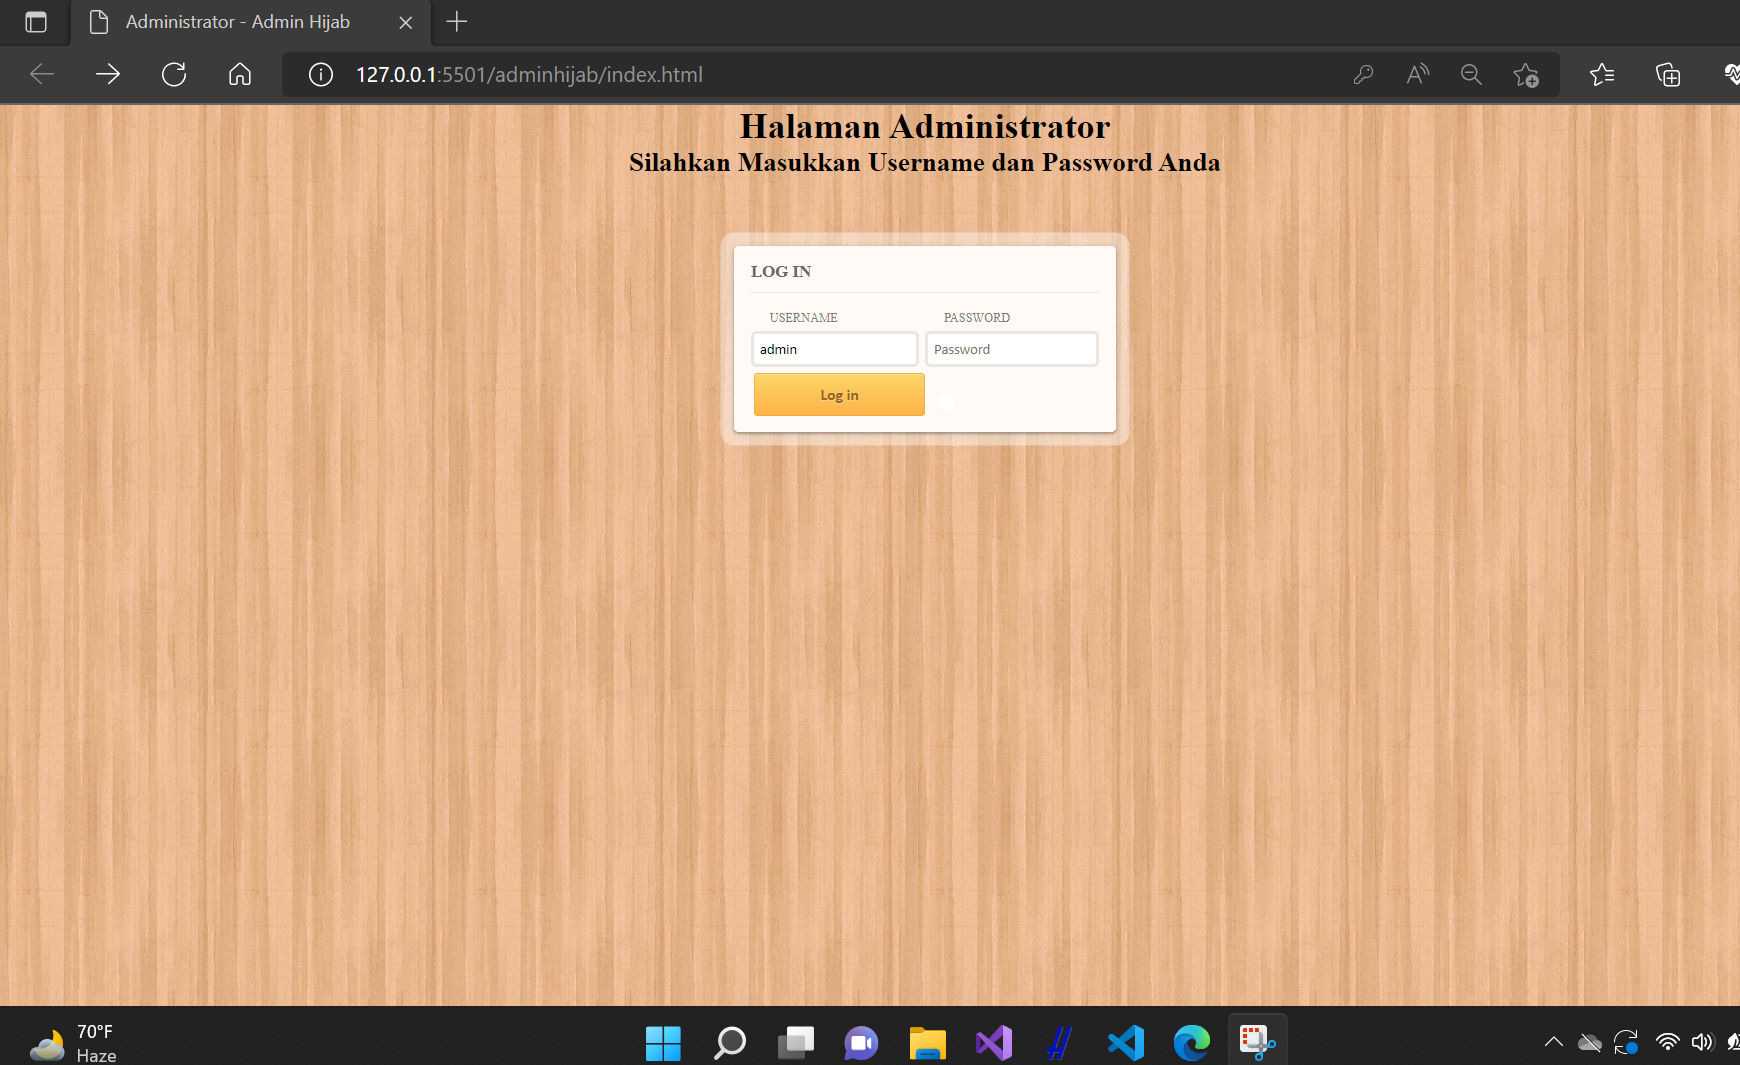 Administrator - Admin Hijab
127.0.0.1:5501/adminhijab/index.html
Halaman Administrator
Silahkan Masukkan Username dan Password Anda
LOG IN
USERNAME PASSWORD
admin Password
Log in
70°F
Haze